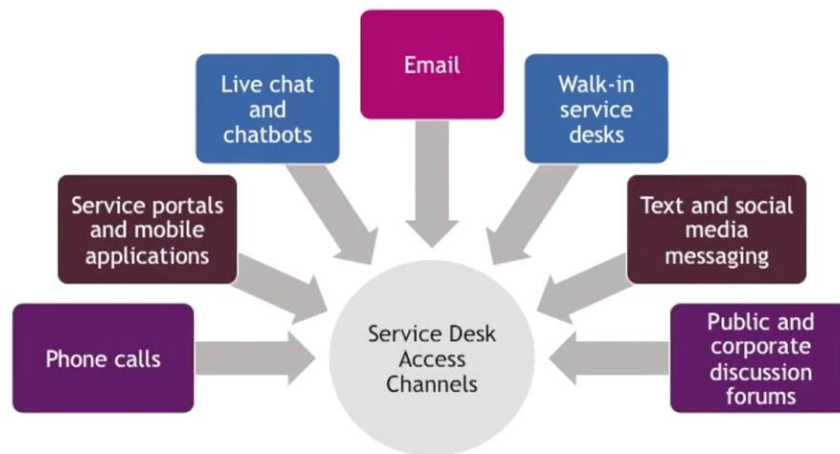 Email
Live chat
and
chatbots
Walk-in
service
desks
Service portals
and mobile
applications
Text and social
media
messaging
Phone calls
Service Desk
Access
Channels
Public and
corporate
discussion
forums